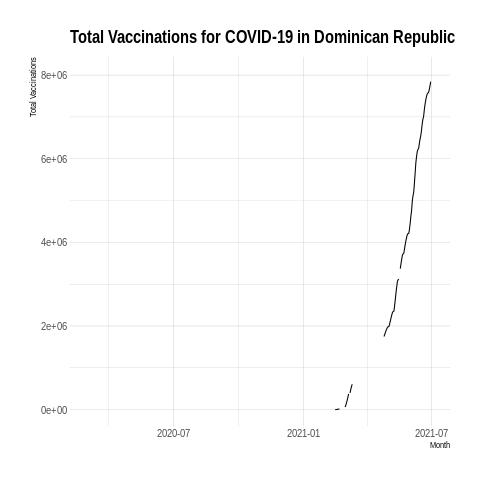 Total Vaccinations for COVID-19 in Dominican Republic
Total Vaccinations
8e+06
6e+06
4e+06
2e+06
0e+00
2020-07
2021-01
2021-07
Month